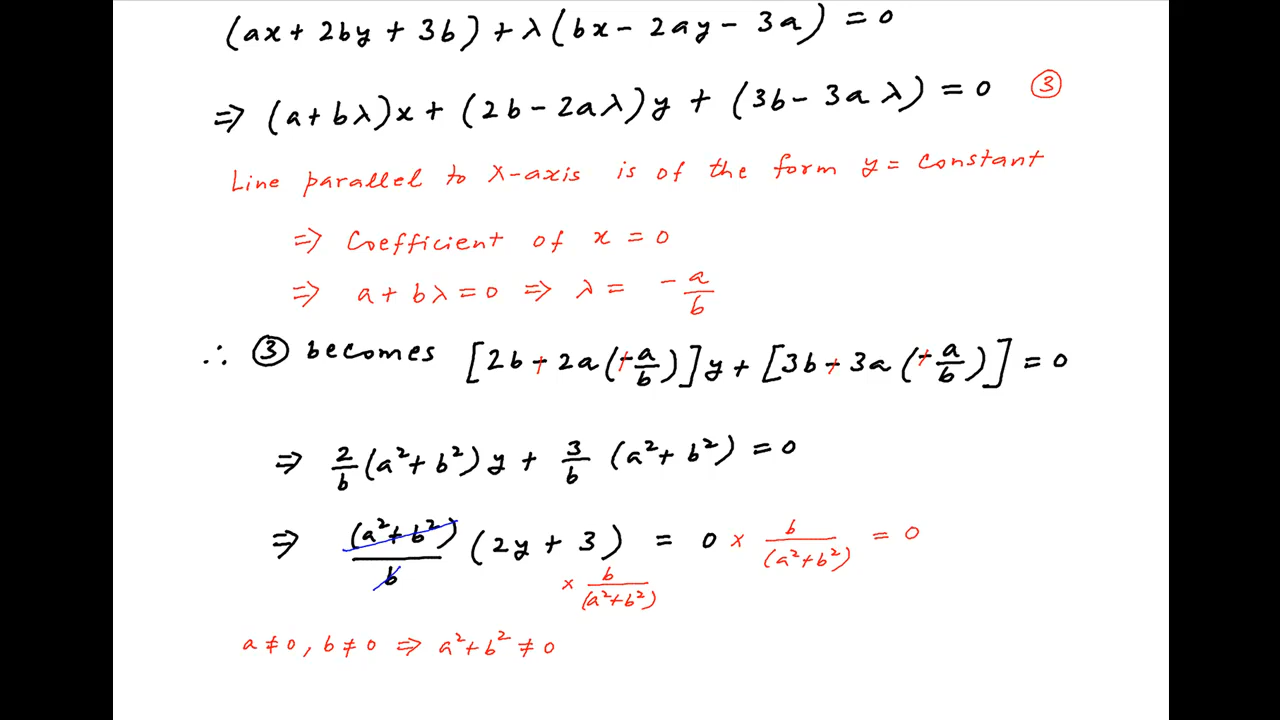 (ax + 2by + 3b) + λ(bx − 2ay − 3a) = 0
⇒ (a + bλ)x + (2b − 2aλ)y + (3b − 3aλ) = 0 ③
Line parallel to X-axis is of the form y = constant
⇒ Coefficient of x = 0
⇒ a + bλ = 0 ⇒ λ = −a/b
∴ ③ becomes [2b + 2a(+a/b)]y + [3b + 3a(+a/b)] = 0
⇒ 2/b (a² + b²)y + 3/b (a² + b²) = 0
⇒ (a² + b²)/b (2y + 3) = 0 × b/(a² + b²) = 0
× b/(a² + b²)
a ≠ 0, b ≠ 0 ⇒ a² + b² ≠ 0